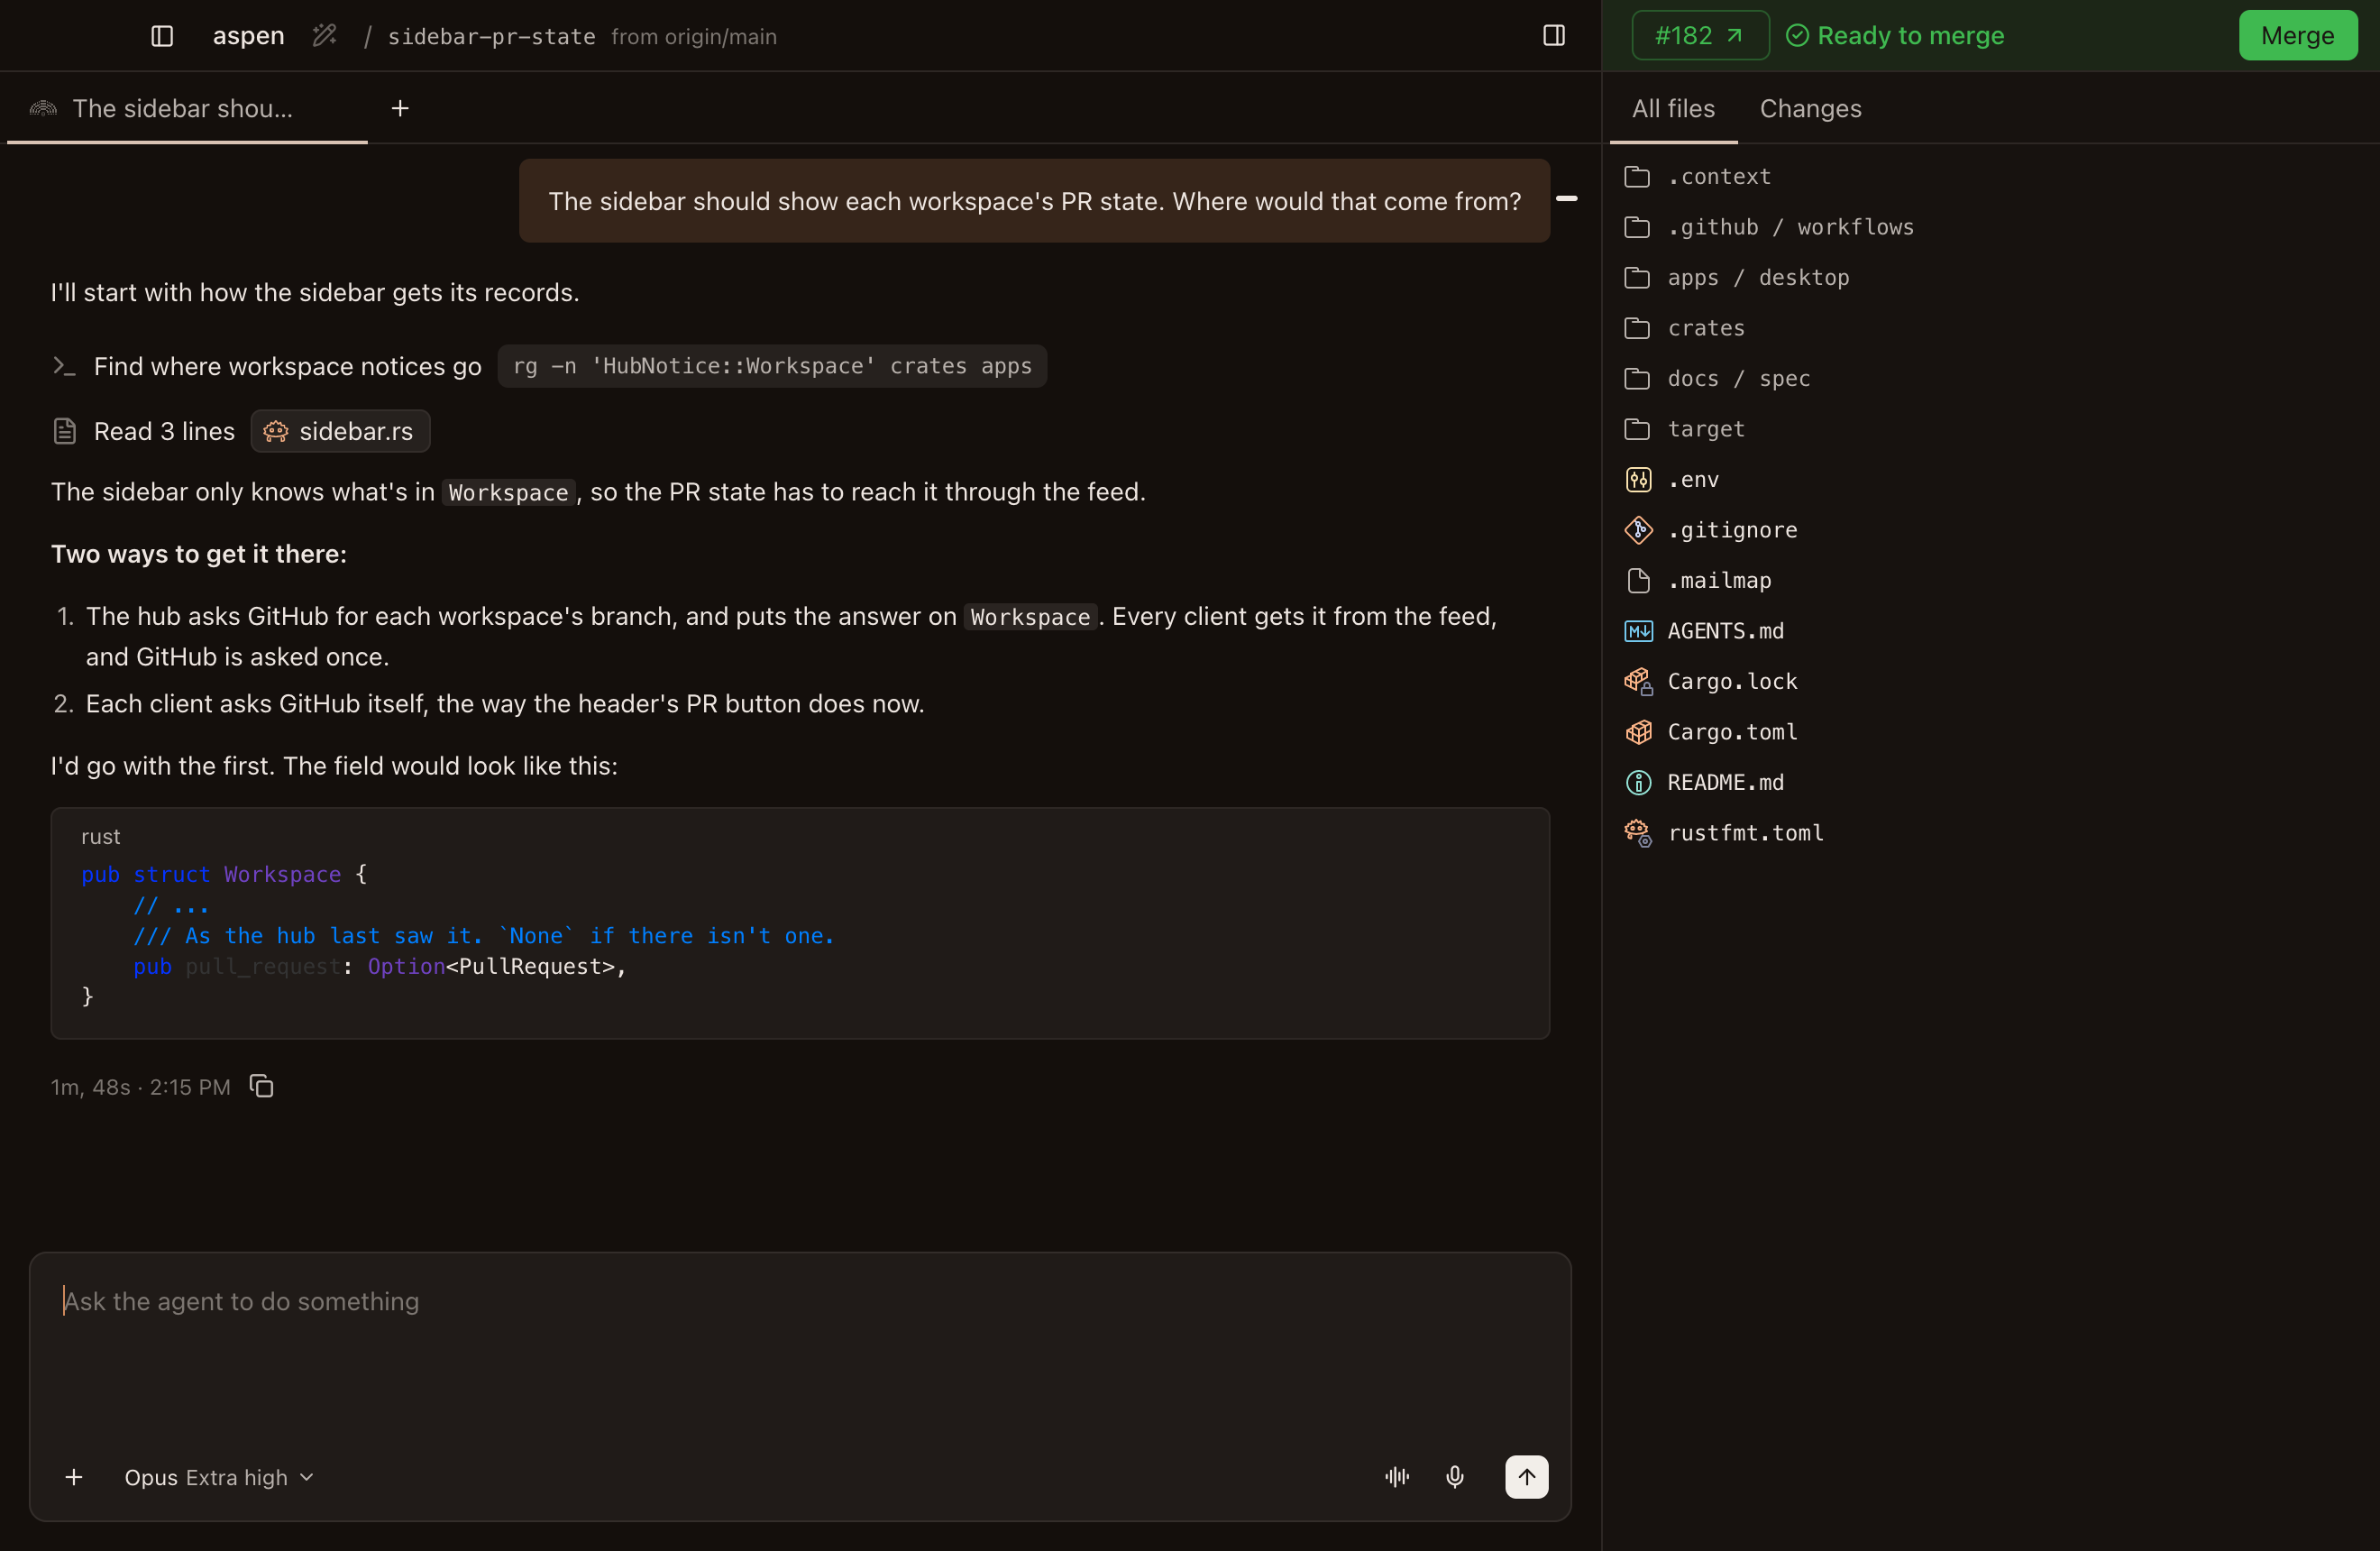 aspen / sidebar-pr-state from origin/main
#182 Ready to merge
Merge
The sidebar shou...
All files Changes
The sidebar should show each workspace's PR state. Where would that come from?
I'll start with how the sidebar gets its records.
Find where workspace notices go rg -n 'HubNotice::Workspace' crates apps
Read 3 lines sidebar.rs
The sidebar only knows what's in Workspace, so the PR state has to reach it through the feed.
Two ways to get it there:
1. The hub asks GitHub for each workspace's branch, and puts the answer on Workspace. Every client gets it from the feed,
and GitHub is asked once.
2. Each client asks GitHub itself, the way the header's PR button does now.
I'd go with the first. The field would look like this:
rust
pub struct Workspace {
    // ...
    /// As the hub last saw it. `None` if there isn't one.
    pub pull_request: Option<PullRequest>,
}
1m, 48s · 2:15 PM
Ask the agent to do something
Opus Extra high
.context
.github / workflows
apps / desktop
crates
docs / spec
target
.env
.gitignore
.mailmap
AGENTS.md
Cargo.lock
Cargo.toml
README.md
rustfmt.toml